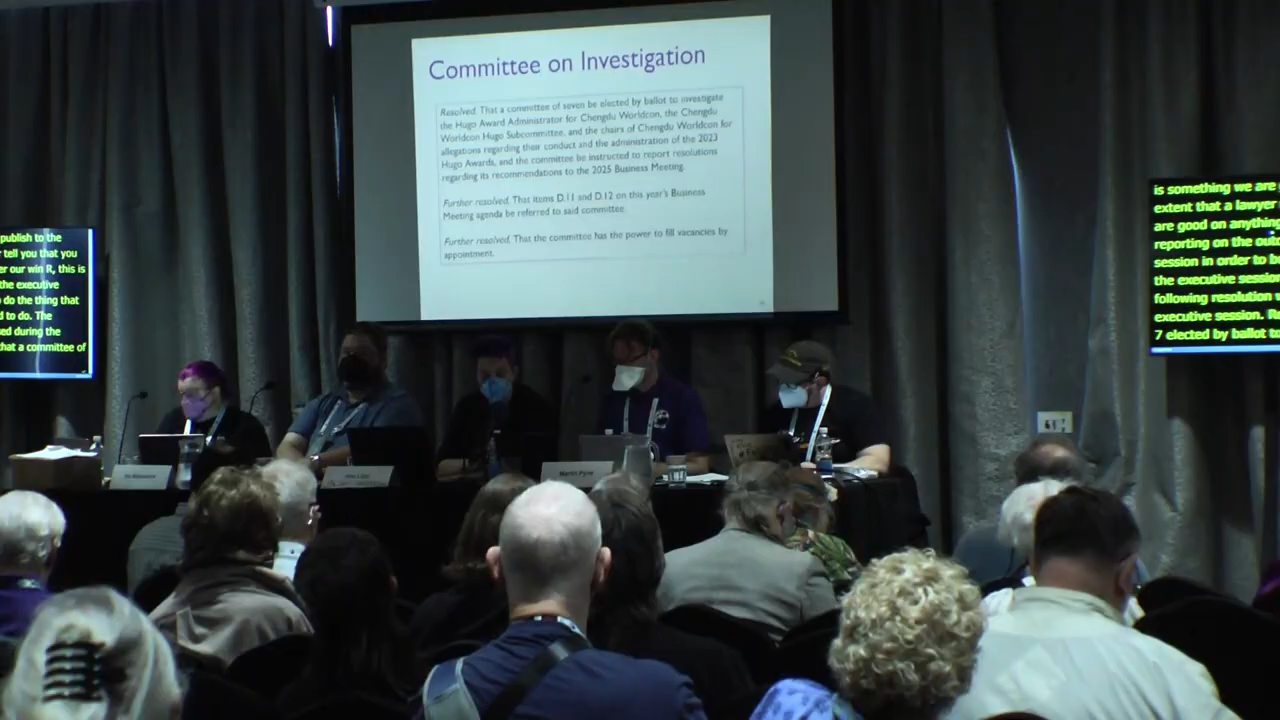 Committee on Investigation
Resolved. That a committee of seven be elected by ballot to investigate
the Hugo Award Administrator for Chengdu Worldcon, the Chengdu
Worldcon Hugo Subcommittee, and the chairs of Chengdu Worldcon for
allegations regarding their conduct and the administration of the 2023
Hugo Awards, and the committee be instructed to report resolutions
regarding its recommendations to the 2025 Business Meeting.
Further resolved. That items D.11 and D.12 on this year's Business
Meeting agenda be referred to said committee.
Further resolved. That the committee has the power to fill vacancies by
appointment.
publish to the
tell you that you
er our win R, this is
the executive
do the thing that
d to do. The
ed during the
that a committee of
is something we are
extent that a lawyer
are good on anything
reporting on the out
session in order to b
the executive session
following resolution
executive session. R
7 elected by ballot to
Martin Pyne